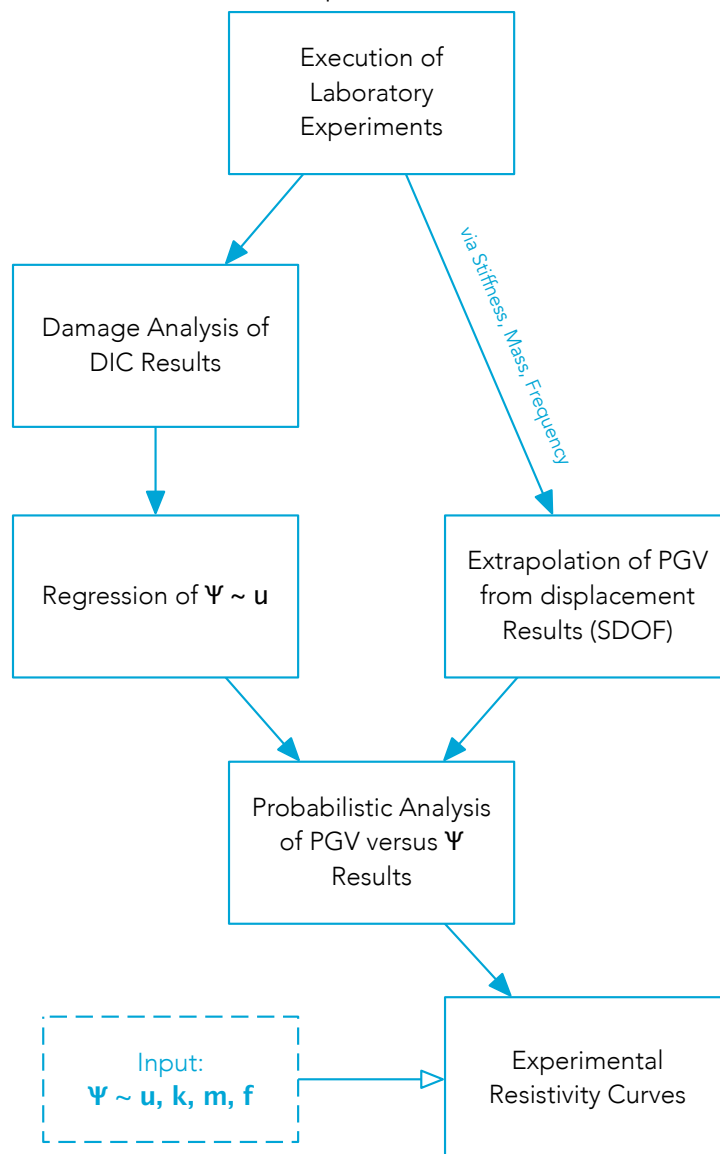 Execution of
Laboratory
Experiments
via Stiffness, Mass, Frequency
Damage Analysis of
DIC Results
Regression of Ψ ~ u
Extrapolation of PGV
from displacement
Results (SDOF)
Probabilistic Analysis
of PGV versus Ψ
Results
Input:
Ψ ~ u, k, m, f
Experimental
Resistivity Curves